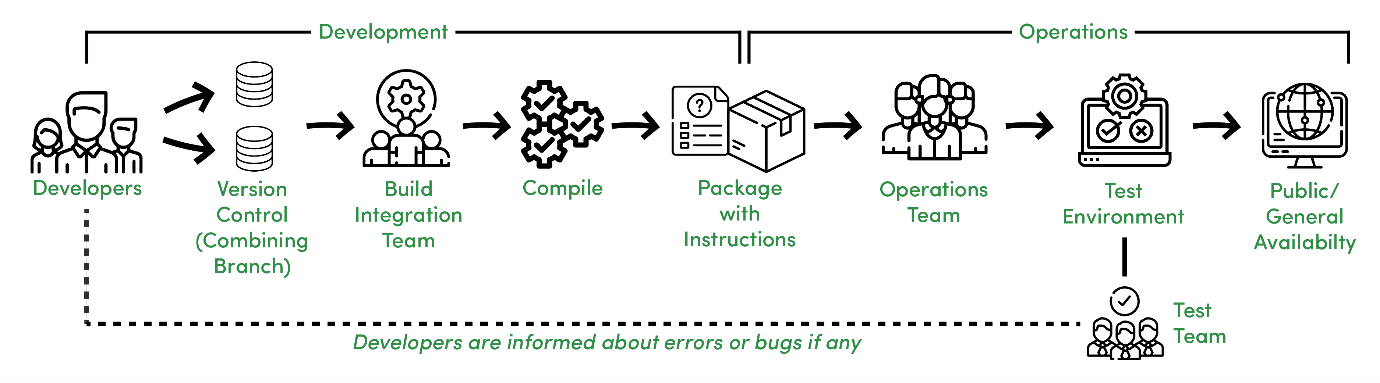 Development
Operations
Developers
Version
Control
(Combining
Branch)
Build
Integration
Team
Compile
Package
with
Instructions
Operations
Team
Test
Environment
Public/
General
Availabilty
Test
Team
Developers are informed about errors or bugs if any